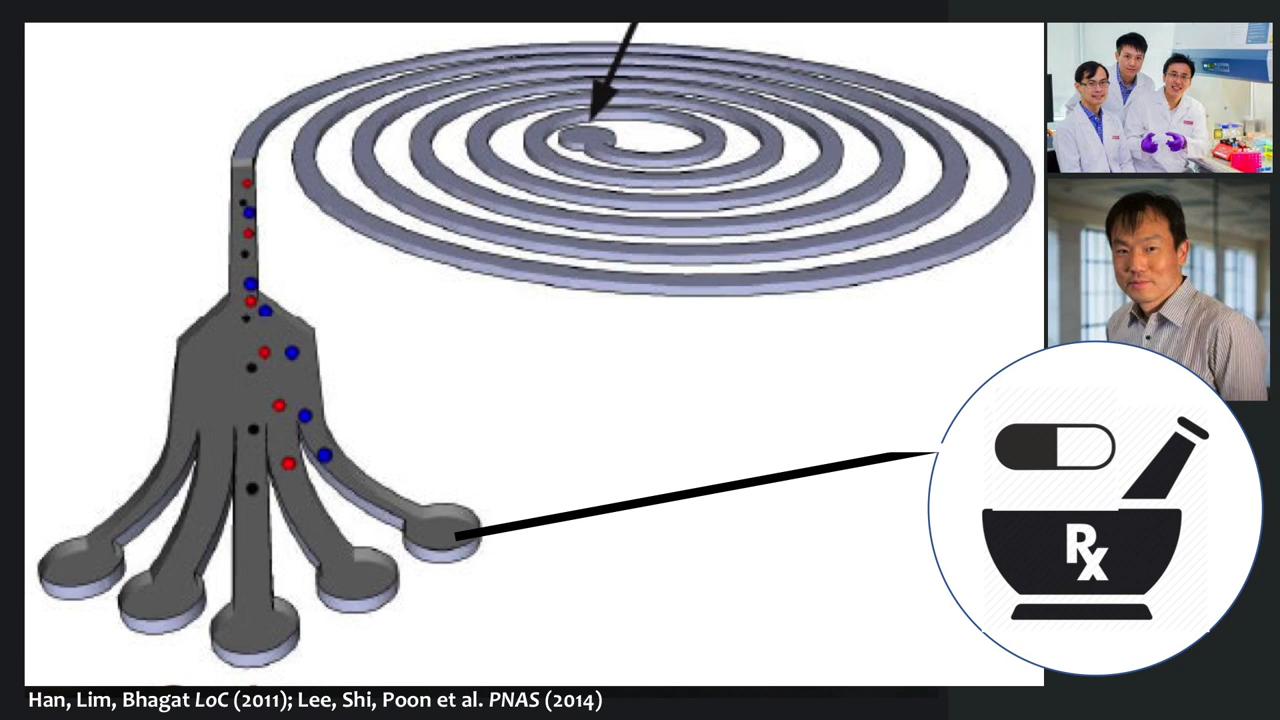 Rx
Han, Lim, Bhagat LoC (2011); Lee, Shi, Poon et al. PNAS (2014)